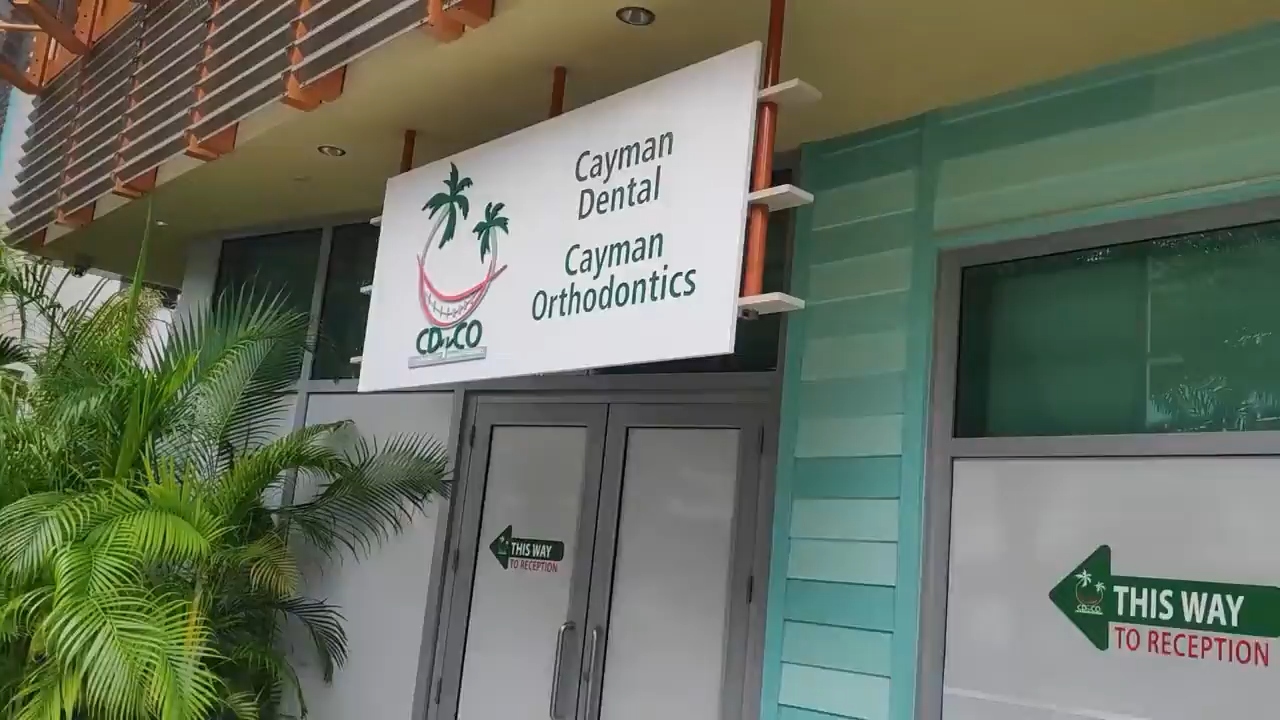 Cayman
Dental
Cayman
Orthodontics
CD CO
THIS WAY
TO RECEPTION
THIS WAY
TO RECEPTION
CD CO